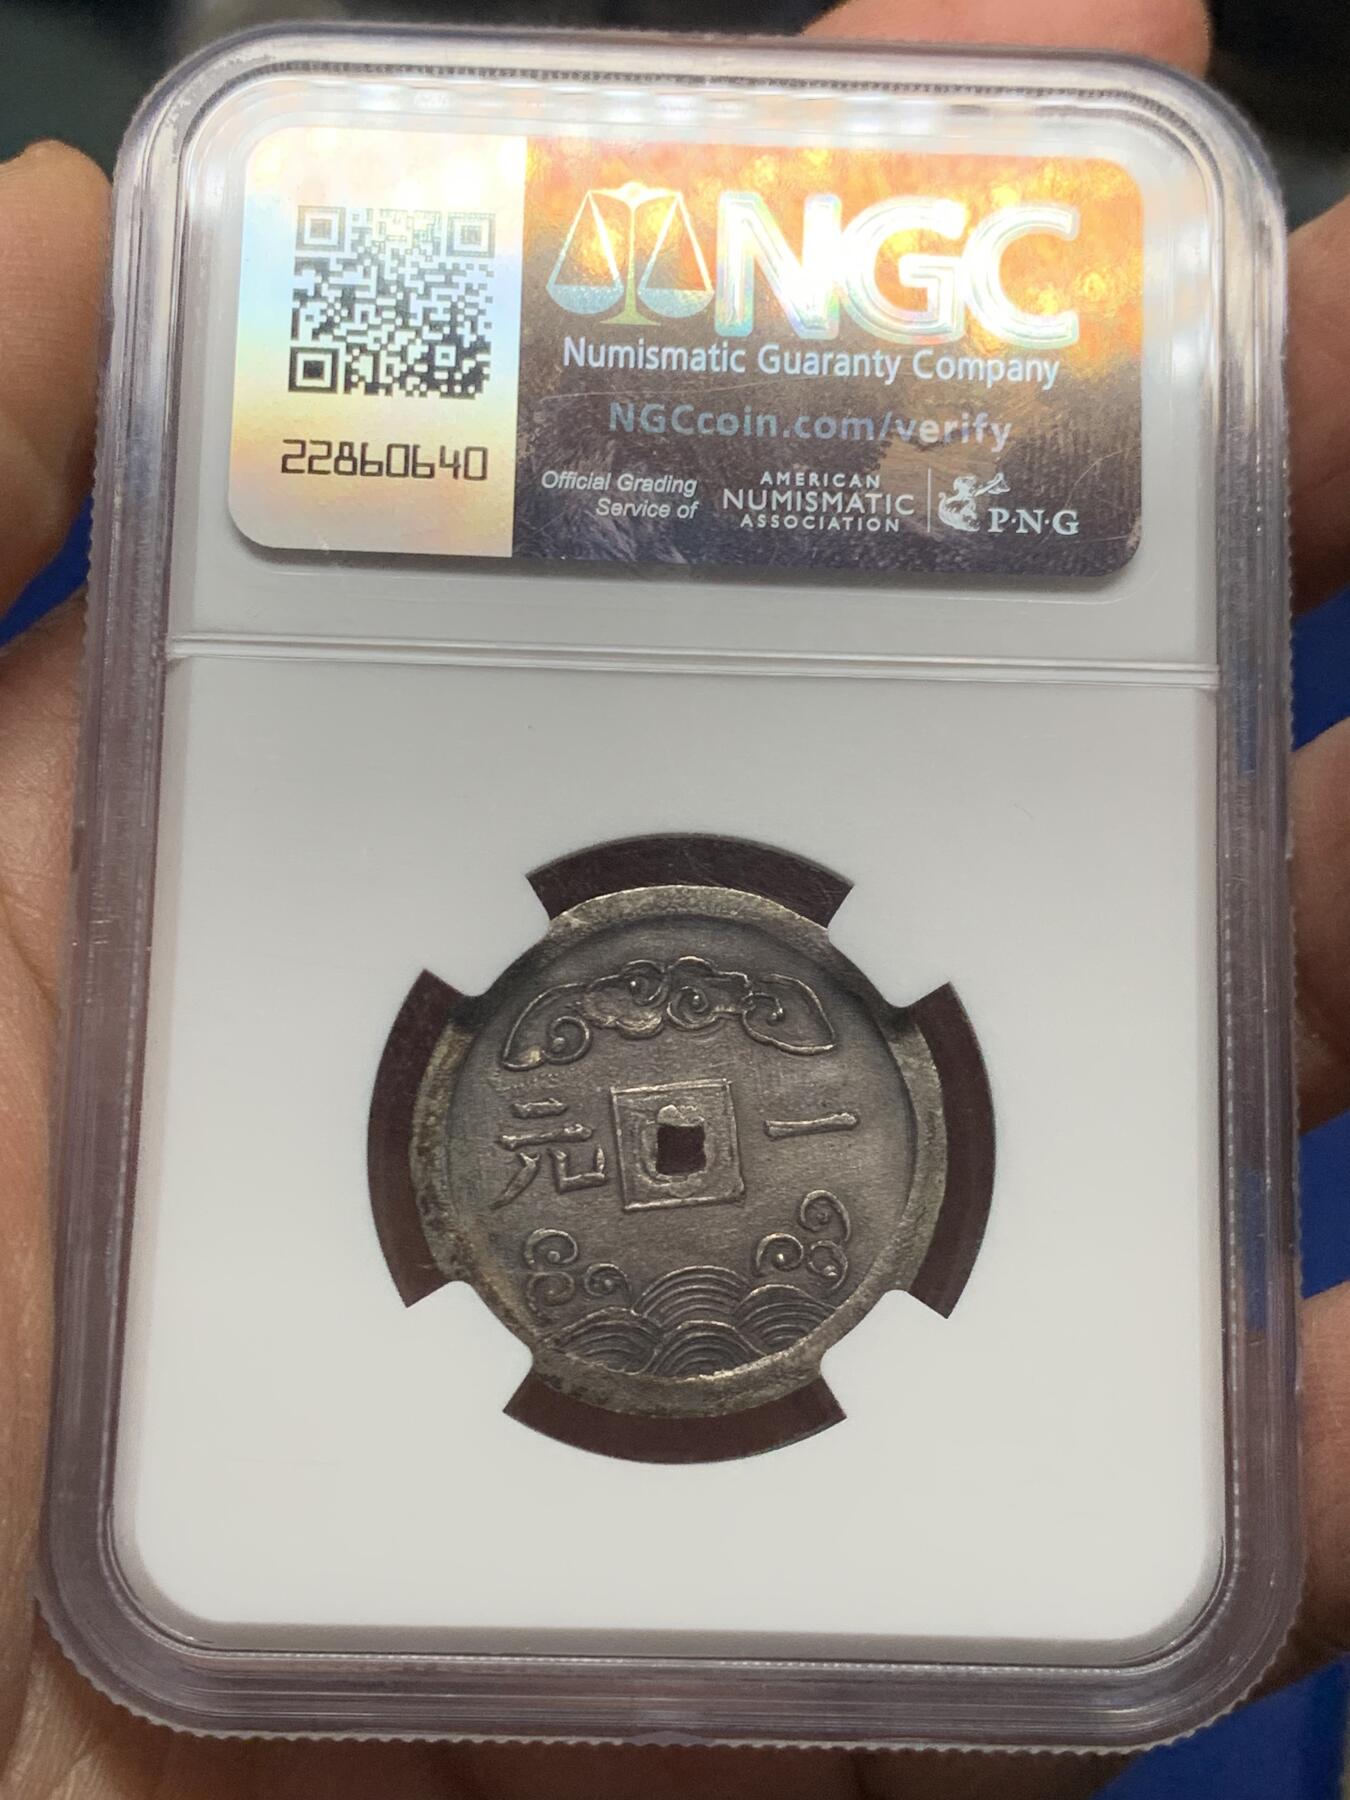 NGC
Numismatic Guaranty Company
NGCcoin.com/verify
22860640
Official Grading
Service of
AMERICAN
NUMISMATIC
ASSOCIATION
P·N·G
元 一